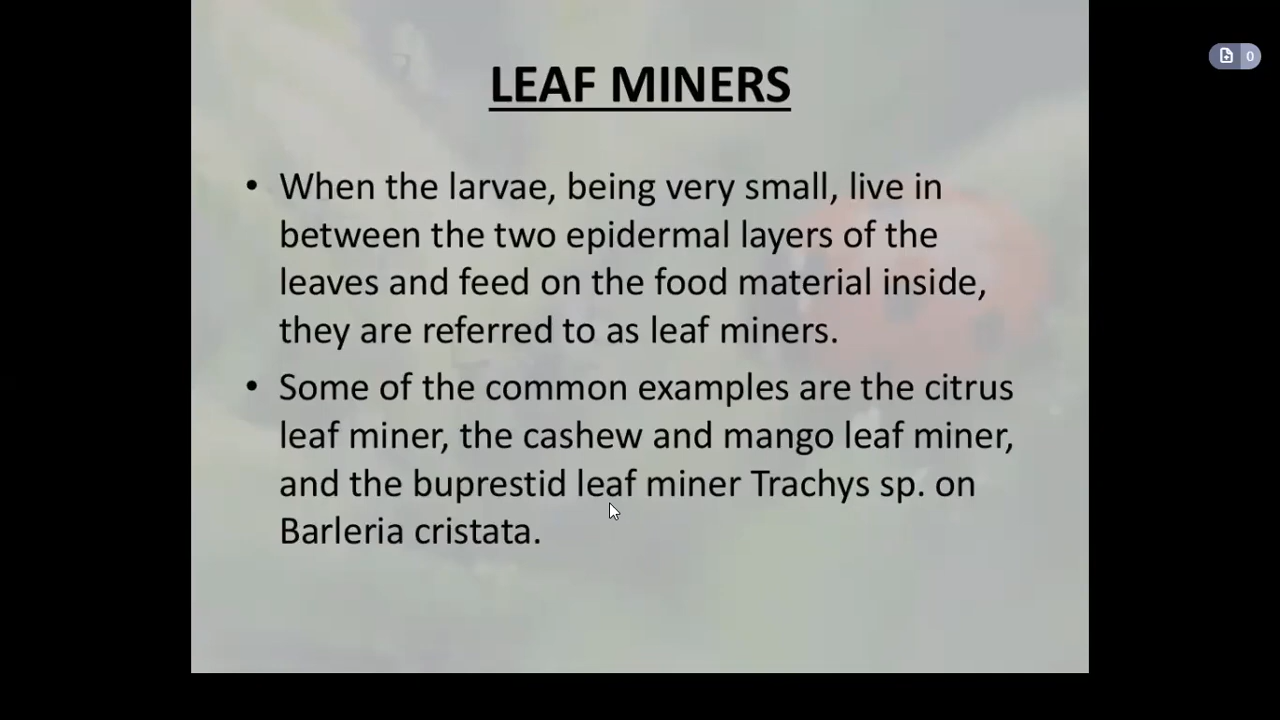 0
LEAF MINERS
• When the larvae, being very small, live in
between the two epidermal layers of the
leaves and feed on the food material inside,
they are referred to as leaf miners.
• Some of the common examples are the citrus
leaf miner, the cashew and mango leaf miner,
and the buprestid leaf miner Trachys sp. on
Barleria cristata.